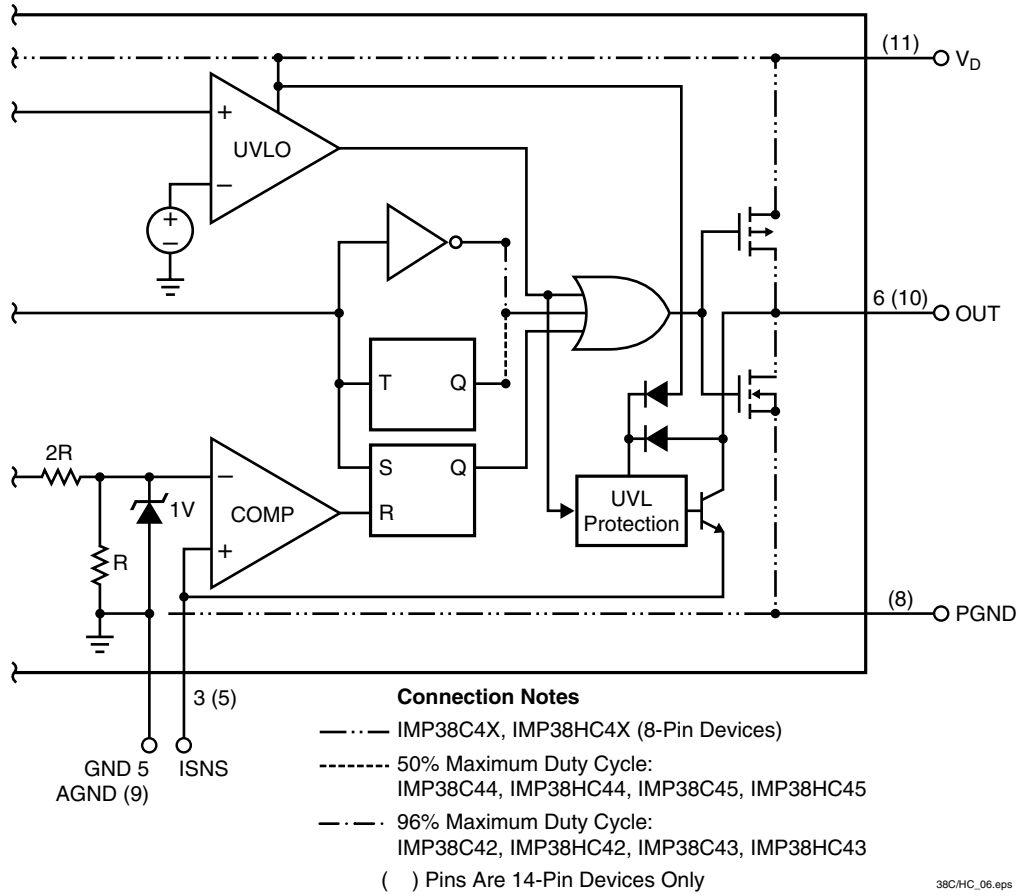 (11)
V_D
+
UVLO
−
+
−
6 (10)
OUT
T Q
2R
S Q
−
1V
COMP
R
UVL
Protection
R
+
(8)
PGND
3 (5)
GND 5
AGND (9)
ISNS
Connection Notes
IMP38C4X, IMP38HC4X (8-Pin Devices)
50% Maximum Duty Cycle:
IMP38C44, IMP38HC44, IMP38C45, IMP38HC45
96% Maximum Duty Cycle:
IMP38C42, IMP38HC42, IMP38C43, IMP38HC43
( ) Pins Are 14-Pin Devices Only
38C/HC_06.eps